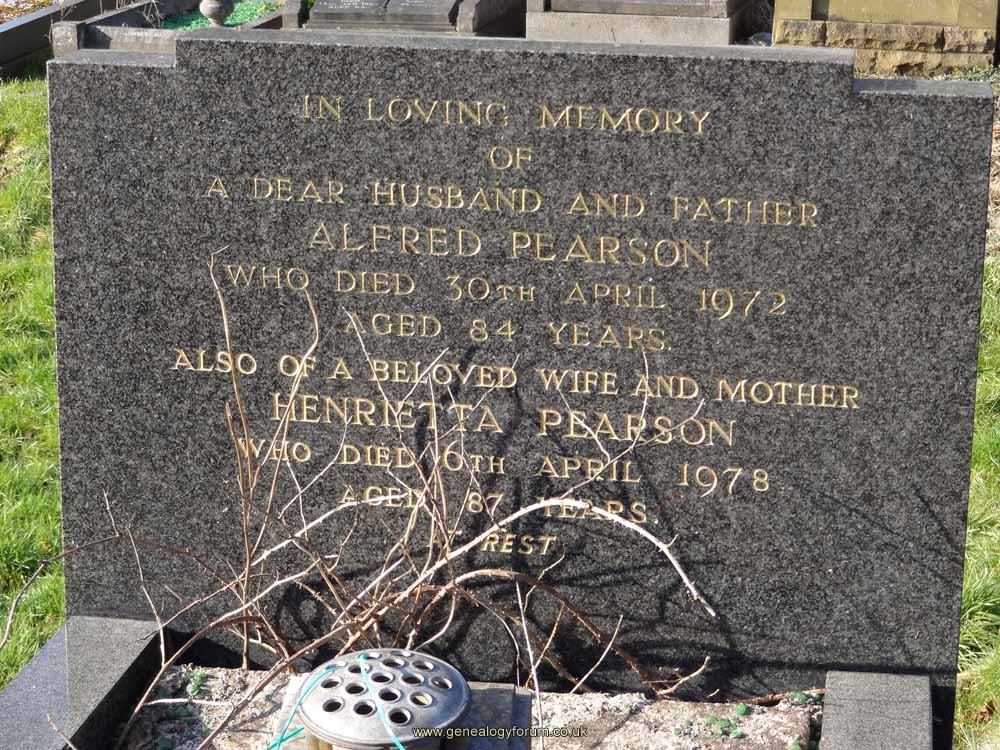 IN LOVING MEMORY
OF
A DEAR HUSBAND AND FATHER
ALFRED PEARSON
WHO DIED 30TH APRIL 1972
AGED 84 YEARS.
ALSO OF A BELOVED WIFE AND MOTHER
HENRIETTA PEARSON
WHO DIED 16TH APRIL 1978
AGED 87 YEARS.
AT REST
www.genealogyforum.co.uk